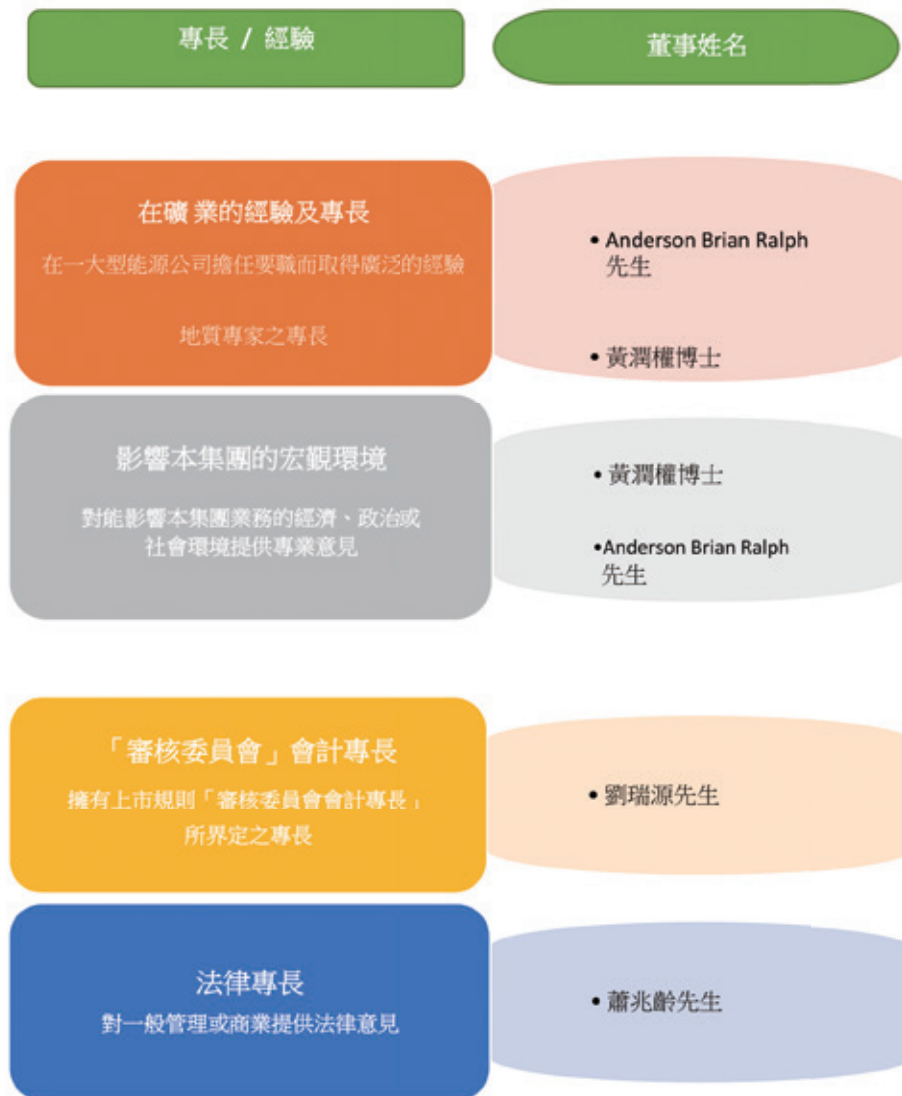 專長 / 經驗
董事姓名
在礦業的經驗及專長
在一大型能源公司擔任要職而取得廣泛的經驗
地質專家之專長
• Anderson Brian Ralph
先生
• 黃潤權博士
影響本集團的宏觀環境
對能影響本集團業務的經濟、政治或
社會環境提供專業意見
• 黃潤權博士
•Anderson Brian Ralph
先生
「審核委員會」會計專長
擁有上市規則「審核委員會會計專長」
所界定之專長
• 劉瑞源先生
法律專長
對一般管理或商業提供法律意見
• 蕭兆齡先生